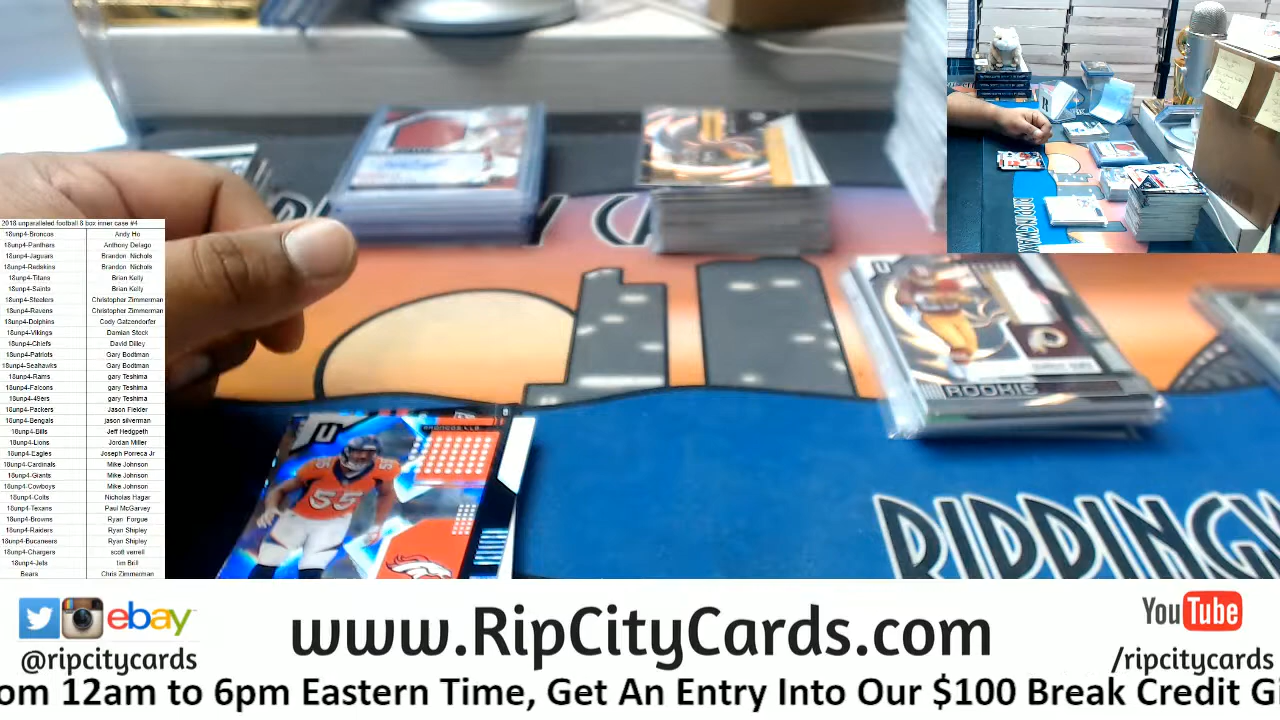 2018 unparalleled football 8 box inner case #4
18unp4-Broncos Andy Ho
18unp4-Panthers Anthony Delago
18unp4-Jaguars Brandon Nichols
18unp4-Redskins Brandon Nichols
18unp4-Titans Brian Kelly
18unp4-Saints Brian Kelly
18unp4-Steelers Christopher Zimmerman
18unp4-Ravens Christopher Zimmerman
18unp4-Dolphins Cody Gatzendorfer
18unp4-Vikings Damian Stock
18unp4-Chiefs David Dilley
18unp4-Patriots Gary Bodtman
18unp4-Seahawks Gary Bodtman
18unp4-Rams gary Teshima
18unp4-Falcons gary Teshima
18unp4-49ers gary Teshima
18unp4-Packers Jason Fielder
18unp4-Bengals jason silverman
18unp4-Bills Jeff Hedgpeth
18unp4-Lions Jordan Miller
18unp4-Eagles Joseph Porreca Jr
18unp4-Cardinals Mike Johnson
18unp4-Giants Mike Johnson
18unp4-Cowboys Mike Johnson
18unp4-Colts Nicholas Hagar
18unp4-Texans Paul McGarvey
18unp4-Browns Ryan Forgue
18unp4-Raiders Ryan Shipley
18unp4-Bucaneers Ryan Shipley
18unp4-Chargers scott verrell
18unp4-Jets tim Brill
Bears Chris Zimmerman
U
55
ROOKIE
RIPPINGW
ebay
@ripcitycards
www.RipCityCards.com
YouTube
/ripcitycards
om 12am to 6pm Eastern Time, Get An Entry Into Our $100 Break Credit Gi